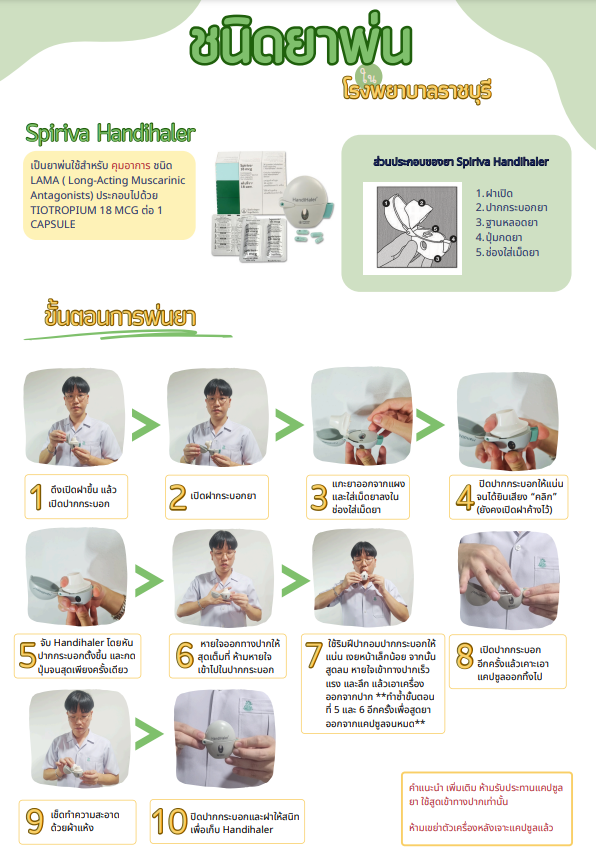 ชนิดยาพ่น
ใน
โรงพยาบาลราชบุรี
Spiriva Handihaler
เป็นยาพ่นใช้สำหรับ คุมอาการ ชนิด
LAMA ( Long-Acting Muscarinic
Antagonists) ประกอบไปด้วย
TIOTROPIUM 18 MCG ต่อ 1
CAPSULE
HandiHaler
ส่วนประกอบของยา Spiriva Handihaler
1
2
5
4
3
1.ฝาเปิด
2.ปากกระบอกยา
3.ฐานหลอดยา
4.ปุ่มกดยา
5.ช่องใส่เม็ดยา
ขั้นตอนการพ่นยา
1 ดึงเปิดฝาขึ้น แล้ว
เปิดปากกระบอก
2 เปิดฝากระบอกยา
3 แกะยาออกจากแผง
และใส่เม็ดยาลงใน
ช่องใส่เม็ดยา
4 ปิดปากกระบอกให้แน่น
จนได้ยินเสียง “คลิก”
(ยังคงเปิดฝาค้างไว้)
5 จับ Handihaler โดยหัน
ปากกระบอกตั้งขึ้น และกด
ปุ่มจนสุดเพียงครั้งเดียว
6 หายใจออกทางปากให้
สุดเต็มที่ ห้ามหายใจ
เข้าไปในปากกระบอก
7 ใช้ริมฝีปากอมปากกระบอกให้
แน่น เงยหน้าเล็กน้อย จากนั้น
สูดลม หายใจเข้าทางปากเร็ว
แรง และลึก แล้วเอาเครื่อง
ออกจากปาก **ทำซ้ำขั้นตอน
ที่ 5 และ 6 อีกครั้งเพื่อสูดยา
ออกจากแคปซูลจนหมด**
8 เปิดปากกระบอก
อีกครั้งแล้วเคาะเอา
แคปซูลออกทิ้งไป
9 เช็ดทำความสะอาด
ด้วยผ้าแห้ง
10 ปิดปากกระบอกและฝาให้สนิท
เพื่อเก็บ Handihaler
คำแนะนำ เพิ่มเติม ห้ามรับประทานแคปซูล
ยา ใช้สูดเข้าทางปากเท่านั้น
ห้ามเขย่าตัวเครื่องหลังเจาะแคปซูลแล้ว